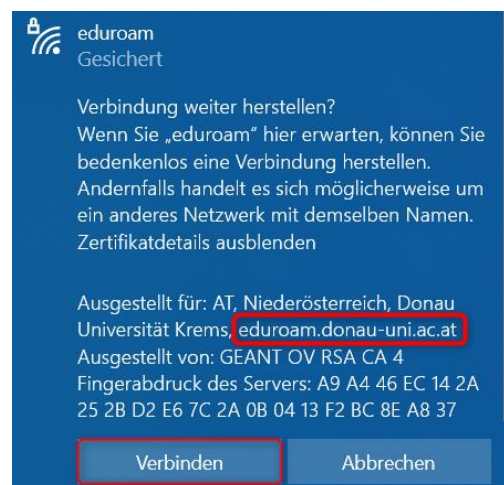 eduroam
Gesichert
Verbindung weiter herstellen?
Wenn Sie „eduroam“ hier erwarten, können Sie
bedenkenlos eine Verbindung herstellen.
Andernfalls handelt es sich möglicherweise um
ein anderes Netzwerk mit demselben Namen.
Zertifikatdetails ausblenden
Ausgestellt für: AT, Niederösterreich, Donau
Universität Krems, eduroam.donau-uni.ac.at
Ausgestellt von: GEANT OV RSA CA 4
Fingerabdruck des Servers: A9 A4 46 EC 14 2A
25 2B D2 E6 7C 2A 0B 04 13 F2 BC 8E A8 37
Verbinden Abbrechen